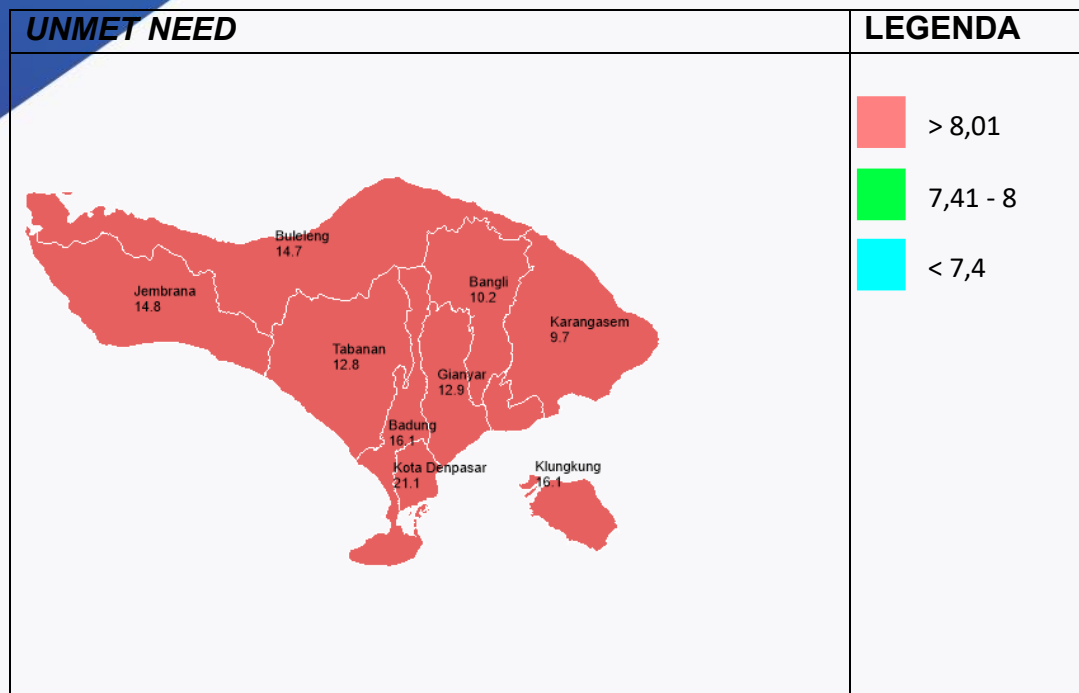 UNMET NEED
LEGENDA
> 8,01
7,41 - 8
< 7,4
Buleleng
14.7
Jembrana
14.8
Bangli
10.2
Karangasem
9.7
Tabanan
12.8
Gianyar
12.9
Badung
16.1
Kota Denpasar
21.1
Klungkung
16.1